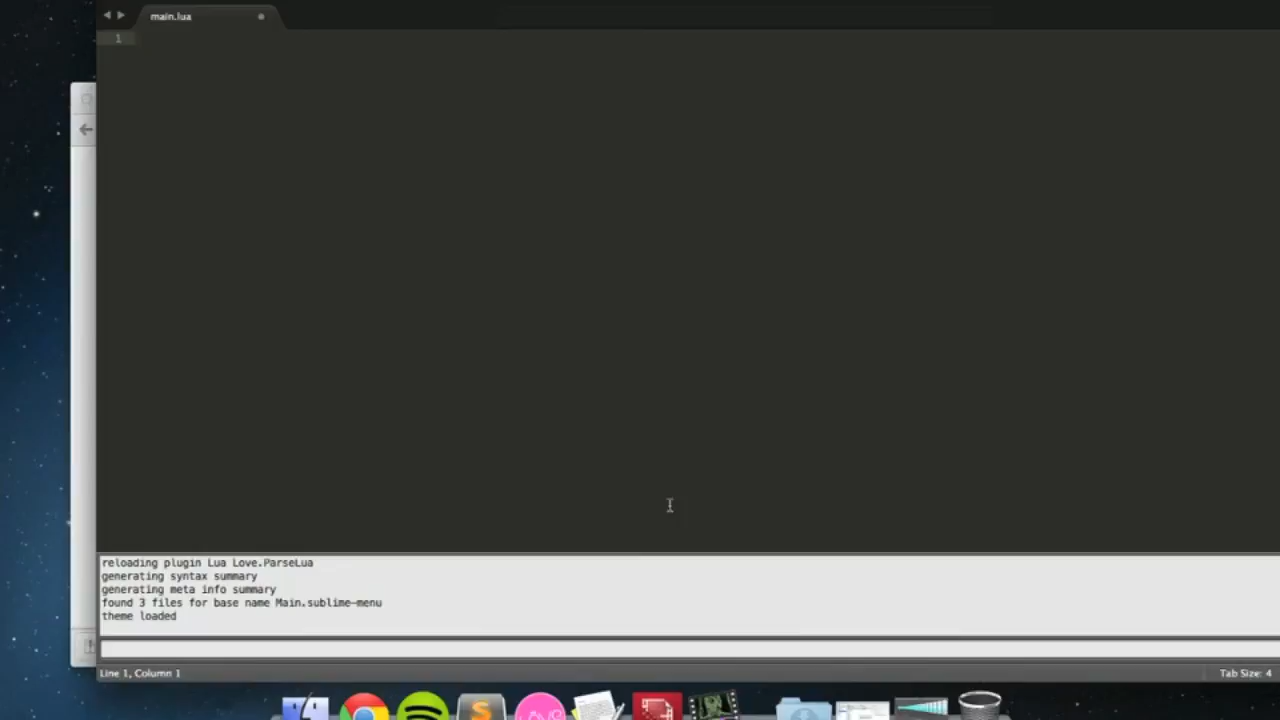 main.lua
1
reloading plugin Lua Love.ParseLua
generating syntax summary
generating meta info summary
found 3 files for base name Main.sublime-menu
theme loaded
Line 1, Column 1
Tab Size: 4
S
LOVE